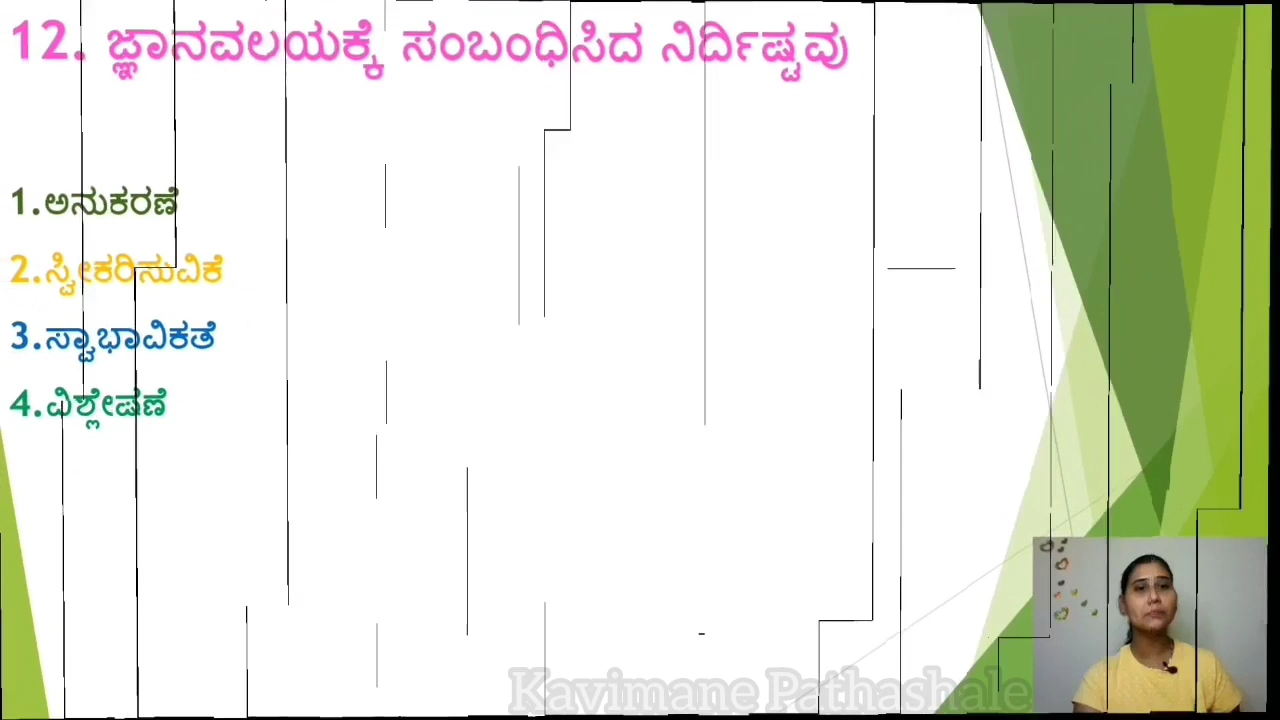 12. ಜ್ಞಾನವಲಯಕ್ಕೆ ಸಂಬಂಧಿಸಿದ ನಿರ್ದಿಷ್ಟವು
1.ಅನುಕರಣೆ
2.ಸ್ವೀಕರಿಸುವಿಕೆ
3.ಸ್ವಾಭಾವಿಕತೆ
4.ವಿಶ್ಲೇಷಣೆ
Kavimane Pathashale